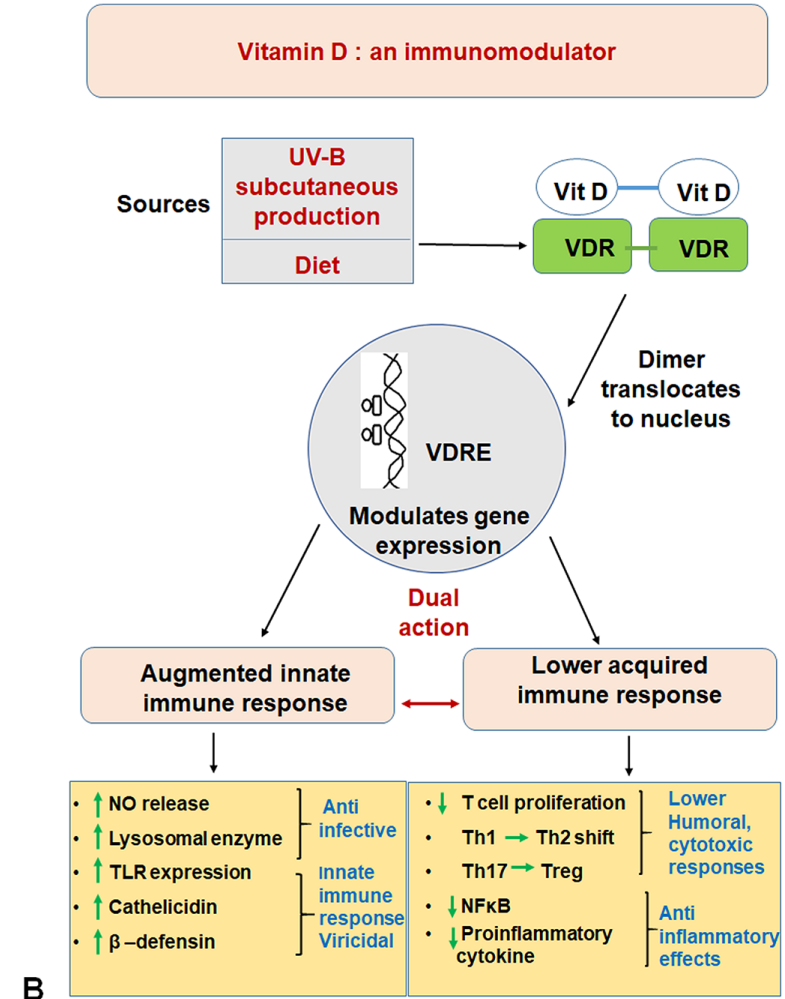 Vitamin D : an immunomodulator
Sources
UV-B
subcutaneous
production
Diet
Vit D
Vit D
VDR
VDR
Dimer
translocates
to nucleus
VDRE
Modulates gene
expression
Dual
action
Augmented innate
immune response
Lower acquired
immune response
• NO release
• Lysosomal enzyme
• TLR expression
• Cathelicidin
• β –defensin
Anti
infective
Innate
immune
response
Viricidal
• T cell proliferation
• Th1 → Th2 shift
• Th17 → Treg
• NFκB
• Proinflammatory
cytokine
Lower
Humoral,
cytotoxic
responses
Anti
inflammatory
effects
B